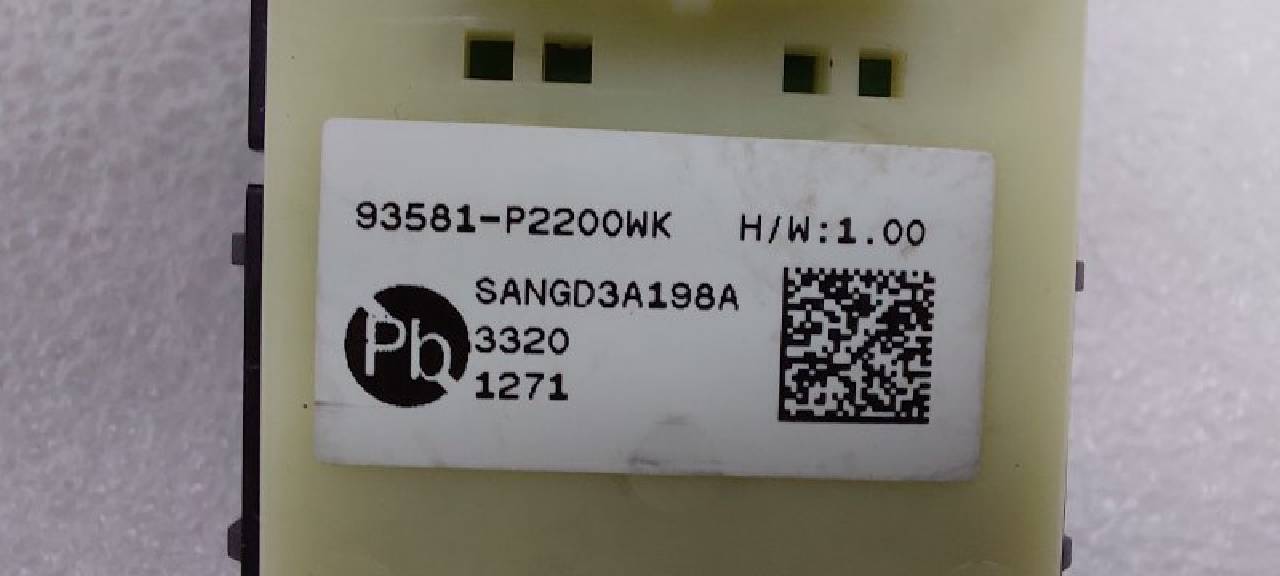 93581-P2200WK H/W:1.00
SANGD3A198A
Pb
3320
1271